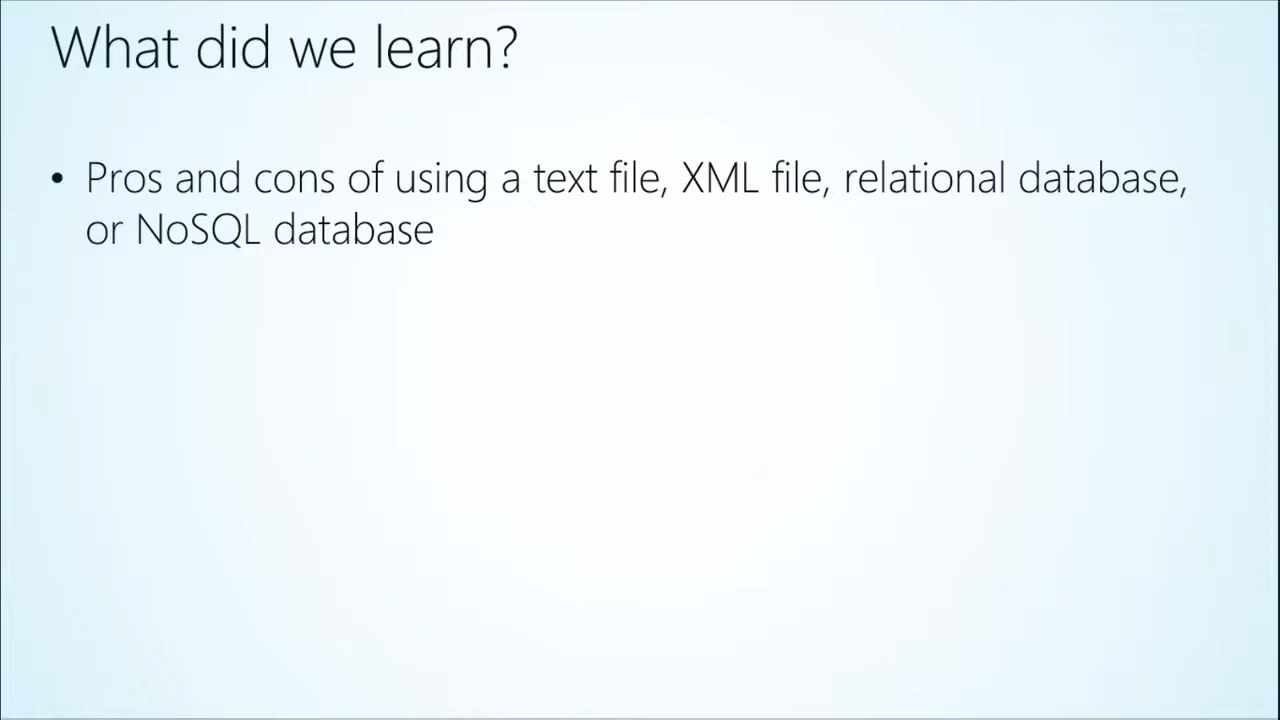 What did we learn?
• Pros and cons of using a text file, XML file, relational database,
or NoSQL database